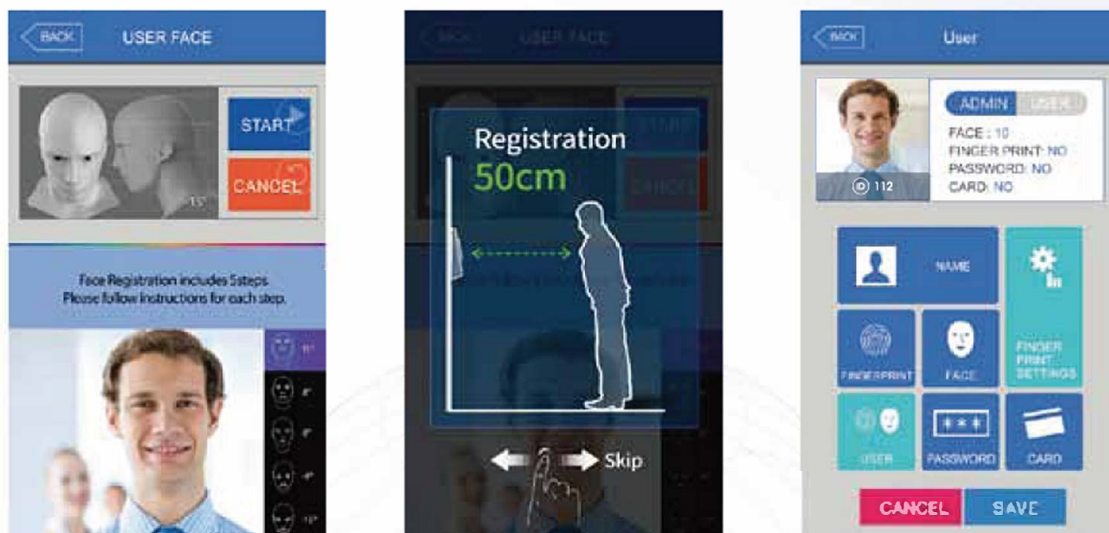 BACK
USER FACE
START
CANCEL
-15°
Face Registration includes 5steps
Please follow instructions for each step.
8°
BACK
USER FACE
START
CANCEL
Registration
50cm
Skip
BACK
User
ADMIN
USER
FACE : 10
FINGER PRINT: NO
PASSWORD: NO
CARD: NO
112
NAME
FINGERPRINT
FACE
FINGER
PRINT
SETTINGS
USER
PASSWORD
CARD
CANCEL
SAVE